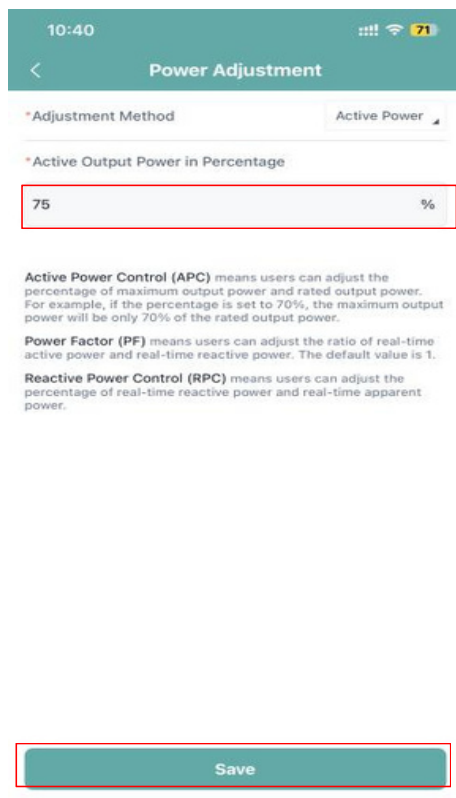 10:40
71
Power Adjustment
*Adjustment Method
Active Power
*Active Output Power in Percentage
75
%
Active Power Control (APC) means users can adjust the
percentage of maximum output power and rated output power.
For example, if the percentage is set to 70%, the maximum output
power will be only 70% of the rated output power.
Power Factor (PF) means users can adjust the ratio of real-time
active power and real-time reactive power. The default value is 1.
Reactive Power Control (RPC) means users can adjust the
percentage of real-time reactive power and real-time apparent
power.
Save